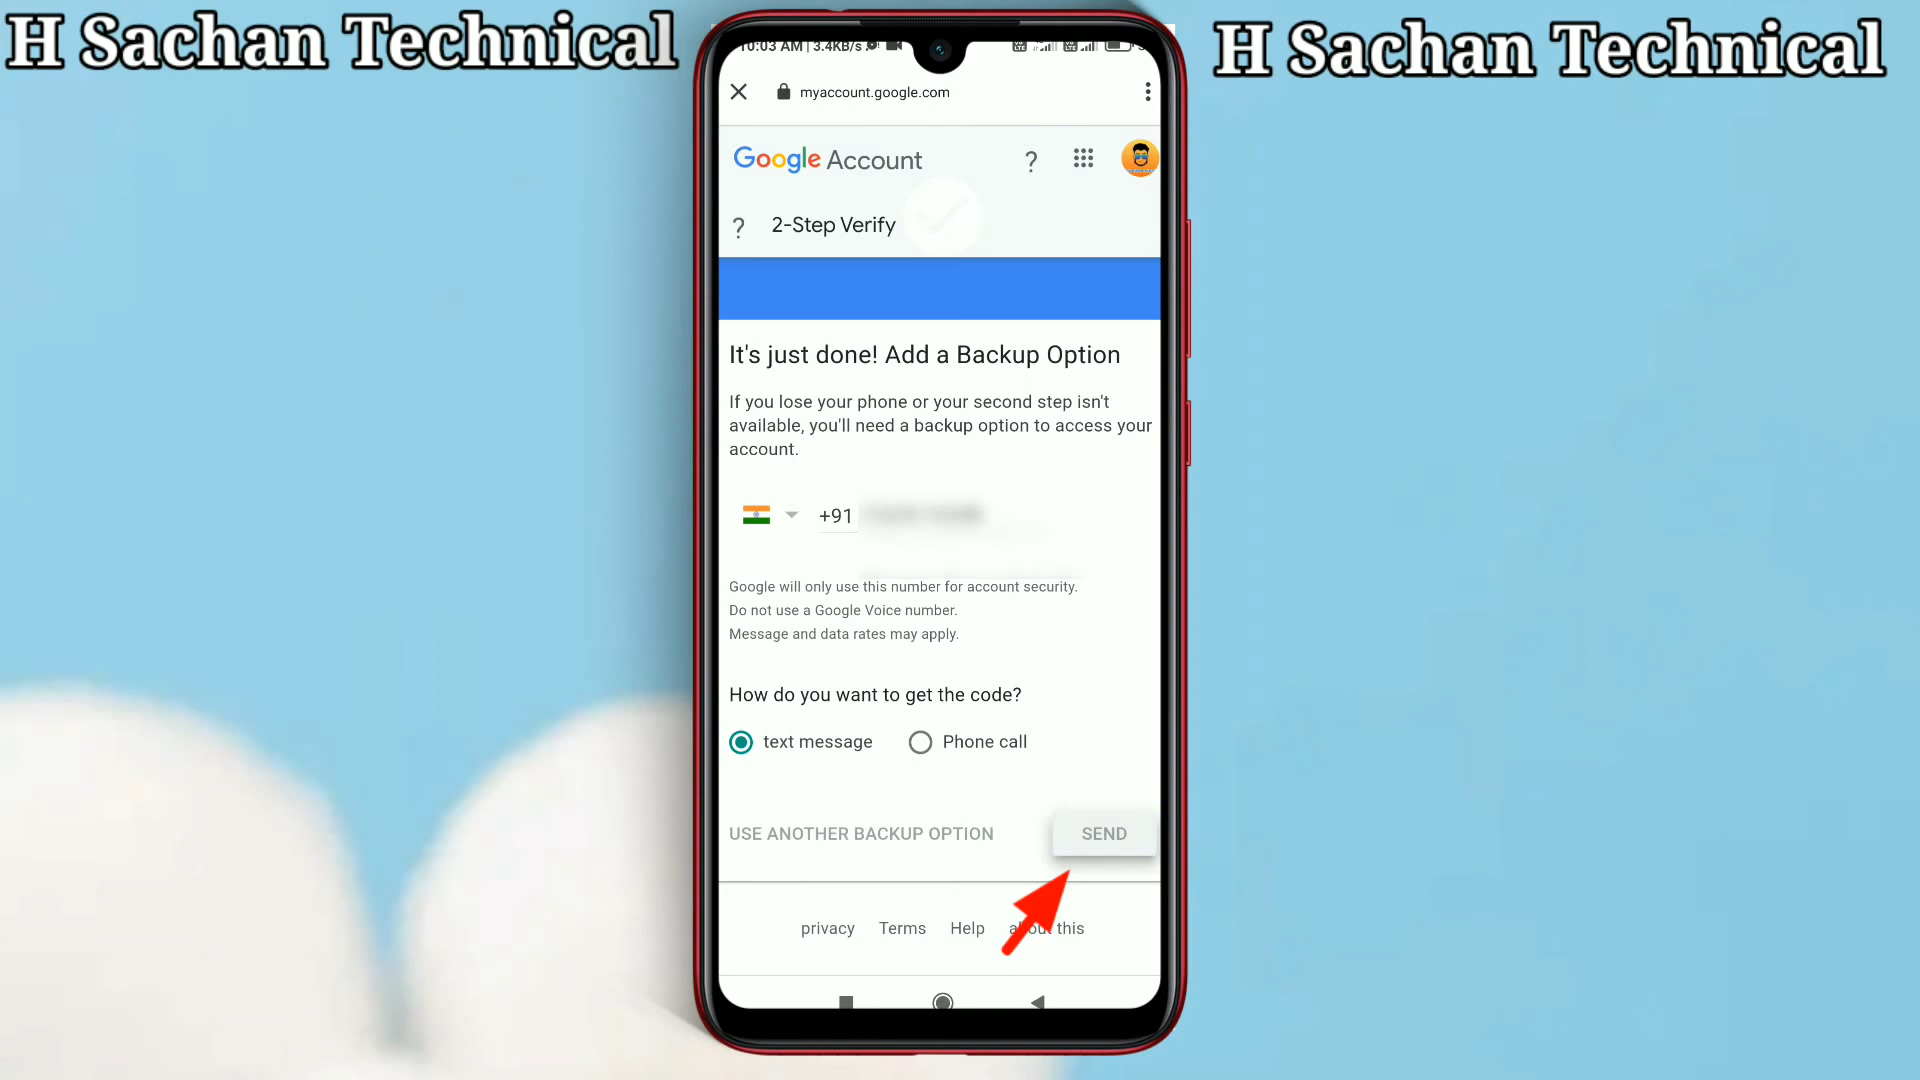 H Sachan Technical
H Sachan Technical
10:03 AM | 3.4KB/s
myaccount.google.com
Google Account
2-Step Verify
It's just done! Add a Backup Option
If you lose your phone or your second step isn't
available, you'll need a backup option to access your
account.
+91
Google will only use this number for account security.
Do not use a Google Voice number.
Message and data rates may apply.
How do you want to get the code?
text message
Phone call
USE ANOTHER BACKUP OPTION
SEND
privacy Terms Help about this